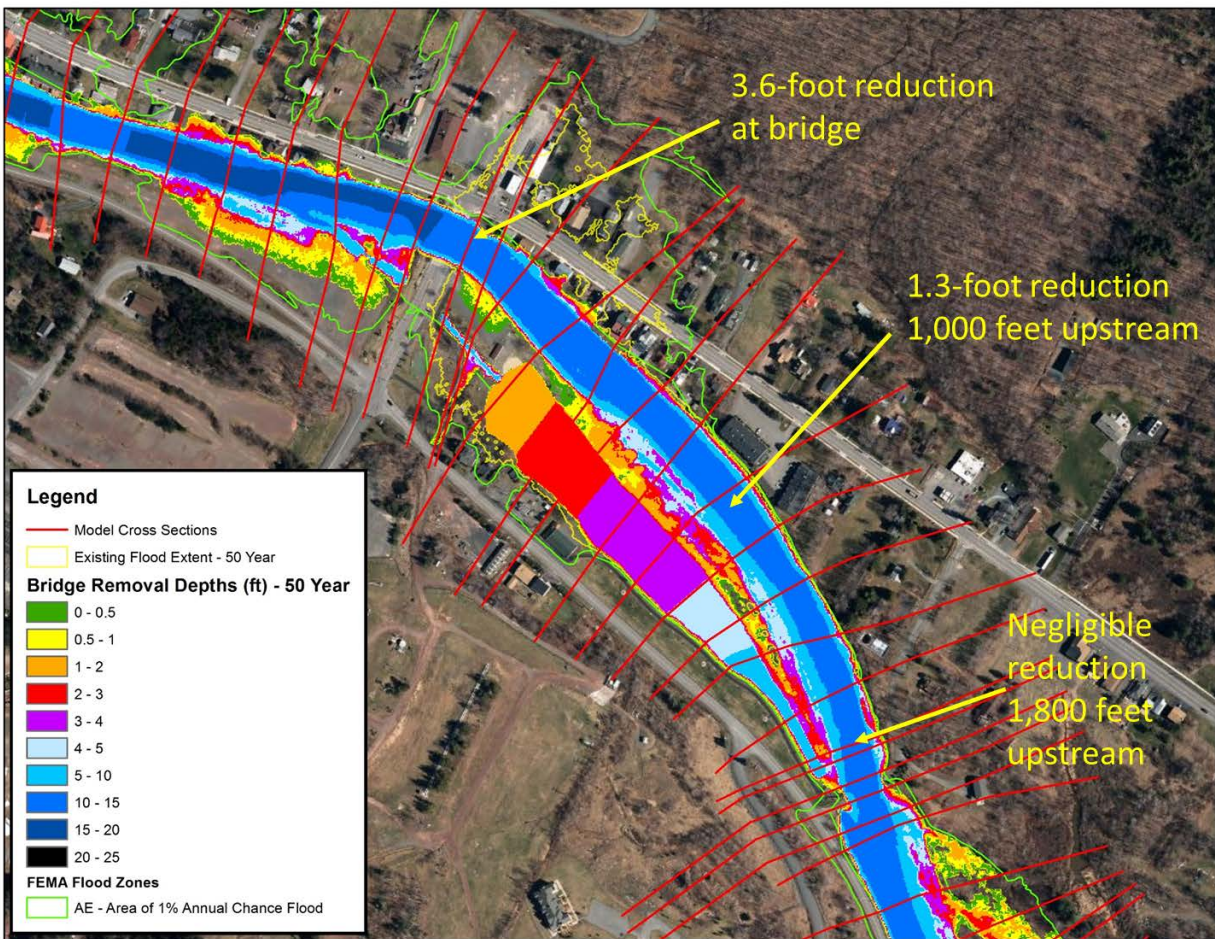 3.6-foot reduction
at bridge
1.3-foot reduction
1,000 feet upstream
Negligible
reduction
1,800 feet
upstream
Legend
Model Cross Sections
Existing Flood Extent - 50 Year
Bridge Removal Depths (ft) - 50 Year
0 - 0.5
0.5 - 1
1 - 2
2 - 3
3 - 4
4 - 5
5 - 10
10 - 15
15 - 20
20 - 25
FEMA Flood Zones
AE - Area of 1% Annual Chance Flood